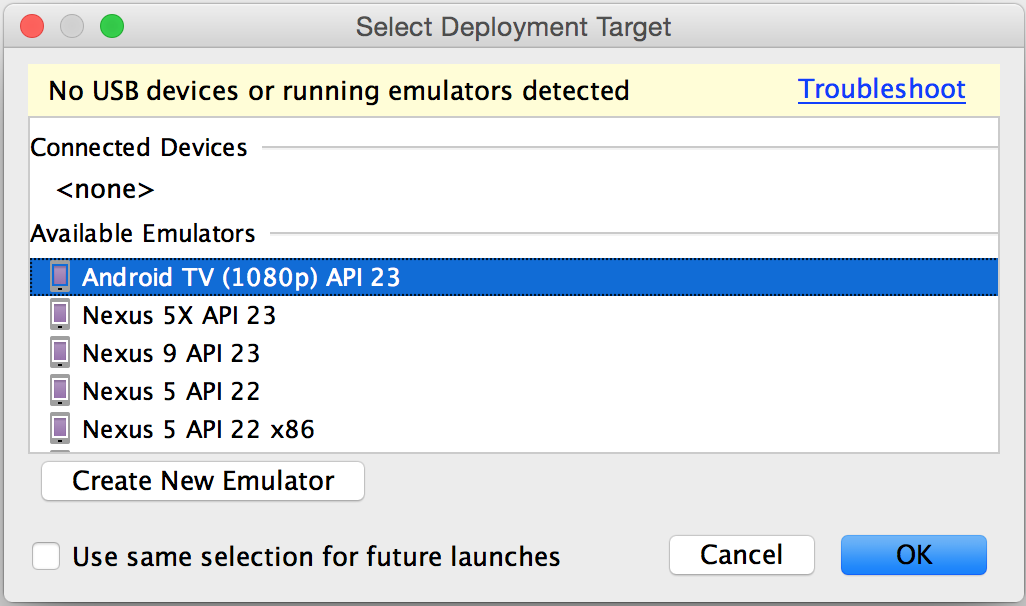 Select Deployment Target
No USB devices or running emulators detected Troubleshoot
Connected Devices
<none>
Available Emulators
Android TV (1080p) API 23
Nexus 5X API 23
Nexus 9 API 23
Nexus 5 API 22
Nexus 5 API 22 x86
Create New Emulator
Use same selection for future launches Cancel OK